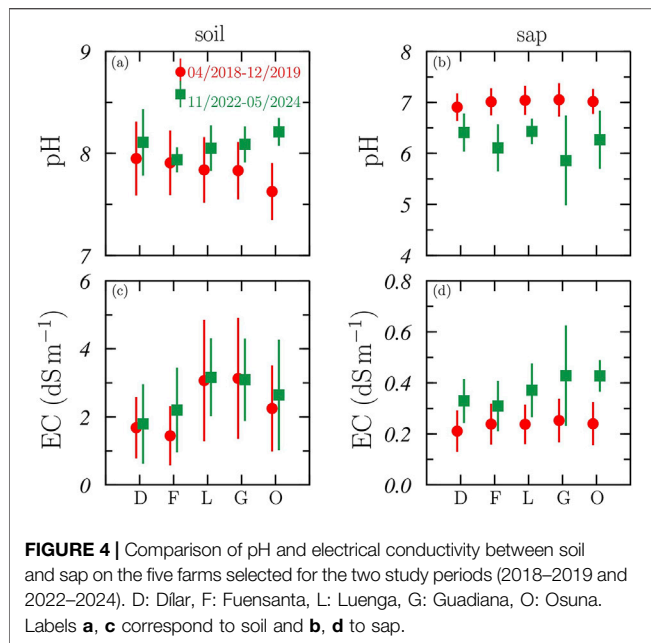 soil
sap
9
(a)
04/2018-12/2019
11/2022-05/2024
pH
8
7
8
(b)
7
pH
6
5
4
6
(c)
4
EC (dS m⁻¹)
2
0
D F L G O
0.8
(d)
0.6
EC (dS m⁻¹)
0.4
0.2
0.0
D F L G O
FIGURE 4 | Comparison of pH and electrical conductivity between soil
and sap on the five farms selected for the two study periods (2018–2019 and
2022–2024). D: Dílar, F: Fuensanta, L: Luenga, G: Guadiana, O: Osuna.
Labels a, c correspond to soil and b, d to sap.